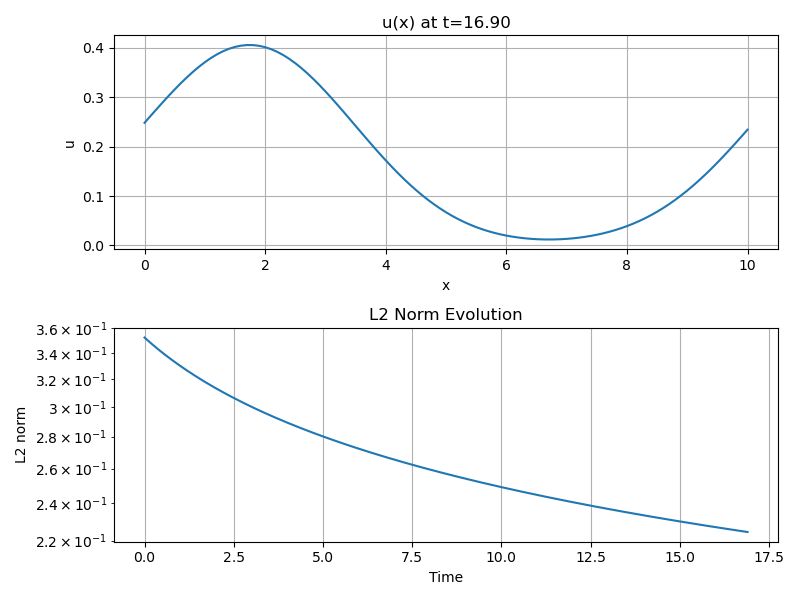 u(x) at t=16.90
0.4
0.3
0.2
0.1
0.0
u
0 2 4 6 8 10
x
L2 Norm Evolution
3.6 × 10⁻¹
3.4 × 10⁻¹
3.2 × 10⁻¹
3 × 10⁻¹
2.8 × 10⁻¹
2.6 × 10⁻¹
2.4 × 10⁻¹
2.2 × 10⁻¹
L2 norm
0.0 2.5 5.0 7.5 10.0 12.5 15.0 17.5
Time